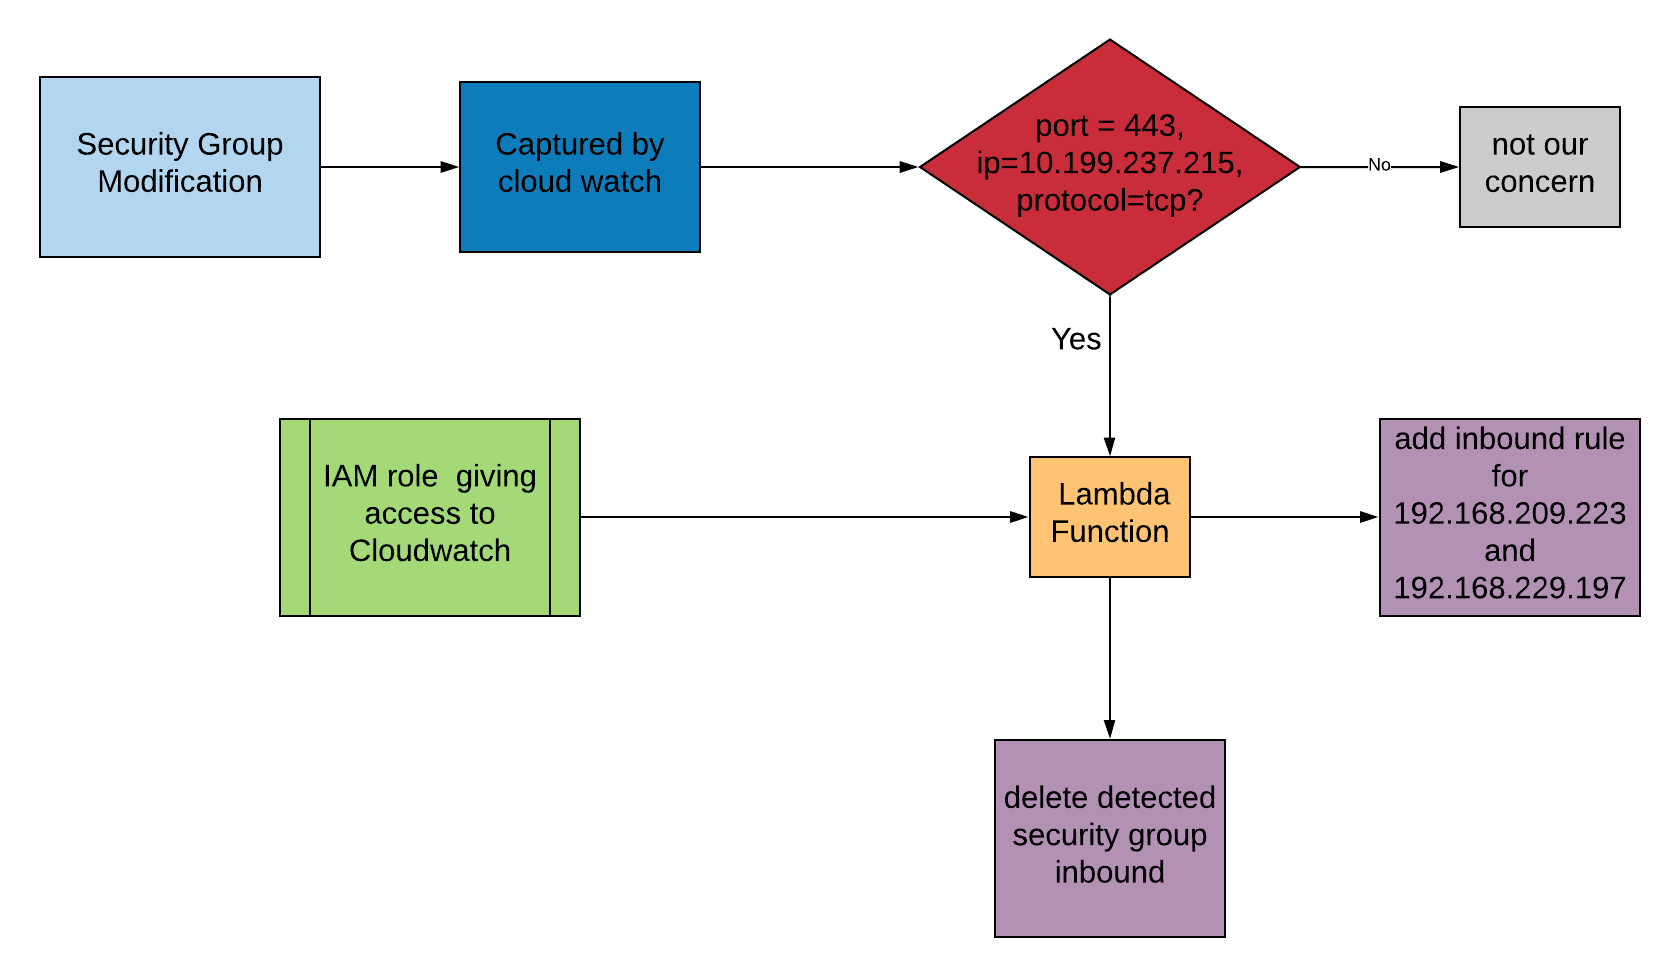 Security Group
Modification
Captured by
cloud watch
port = 443,
ip=10.199.237.215,
protocol=tcp?
No
not our
concern
Yes
IAM role  giving
access to
Cloudwatch
Lambda
Function
add inbound rule
for
192.168.209.223
and
192.168.229.197
delete detected
security group
inbound